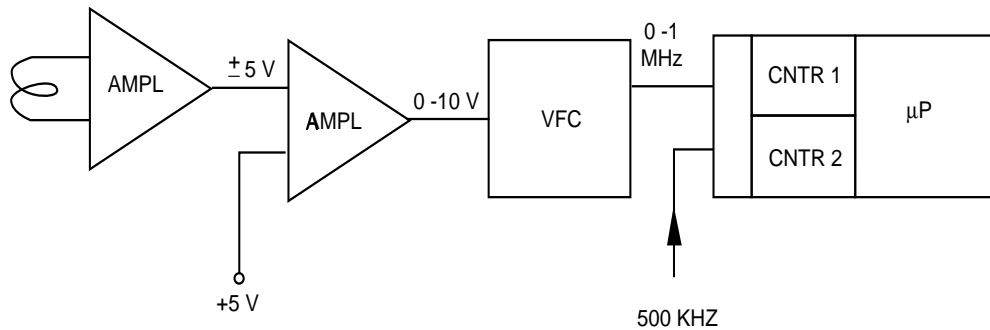 AMPL
± 5 V
AMPL
+5 V
0 -10 V
VFC
0 -1
MHz
CNTR 1
CNTR 2
µP
500 KHZ